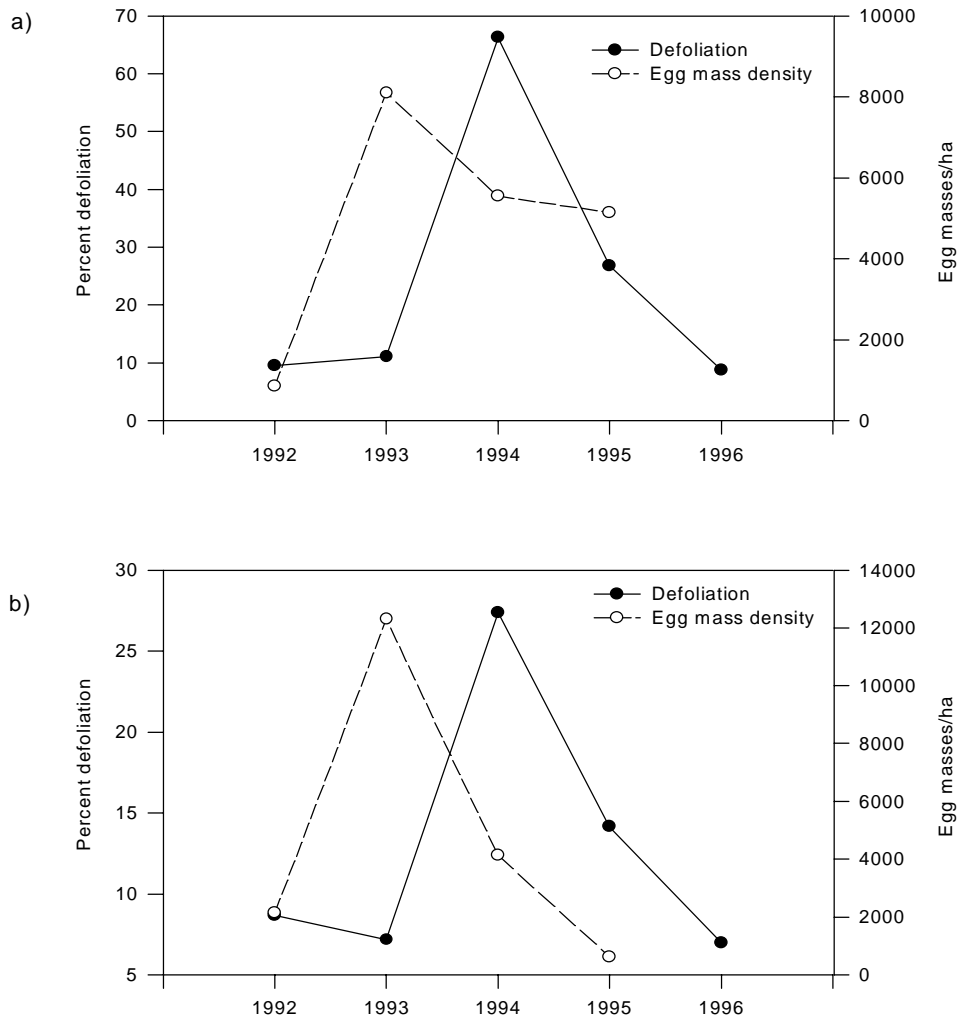 a)
70
60
50
40
30
20
10
0
Percent defoliation
10000
8000
6000
4000
2000
0
Egg masses/ha
Defoliation
Egg mass density
1992 1993 1994 1995 1996
b)
30
25
20
15
10
5
Percent defoliation
14000
12000
10000
8000
6000
4000
2000
0
Egg masses/ha
Defoliation
Egg mass density
1992 1993 1994 1995 1996